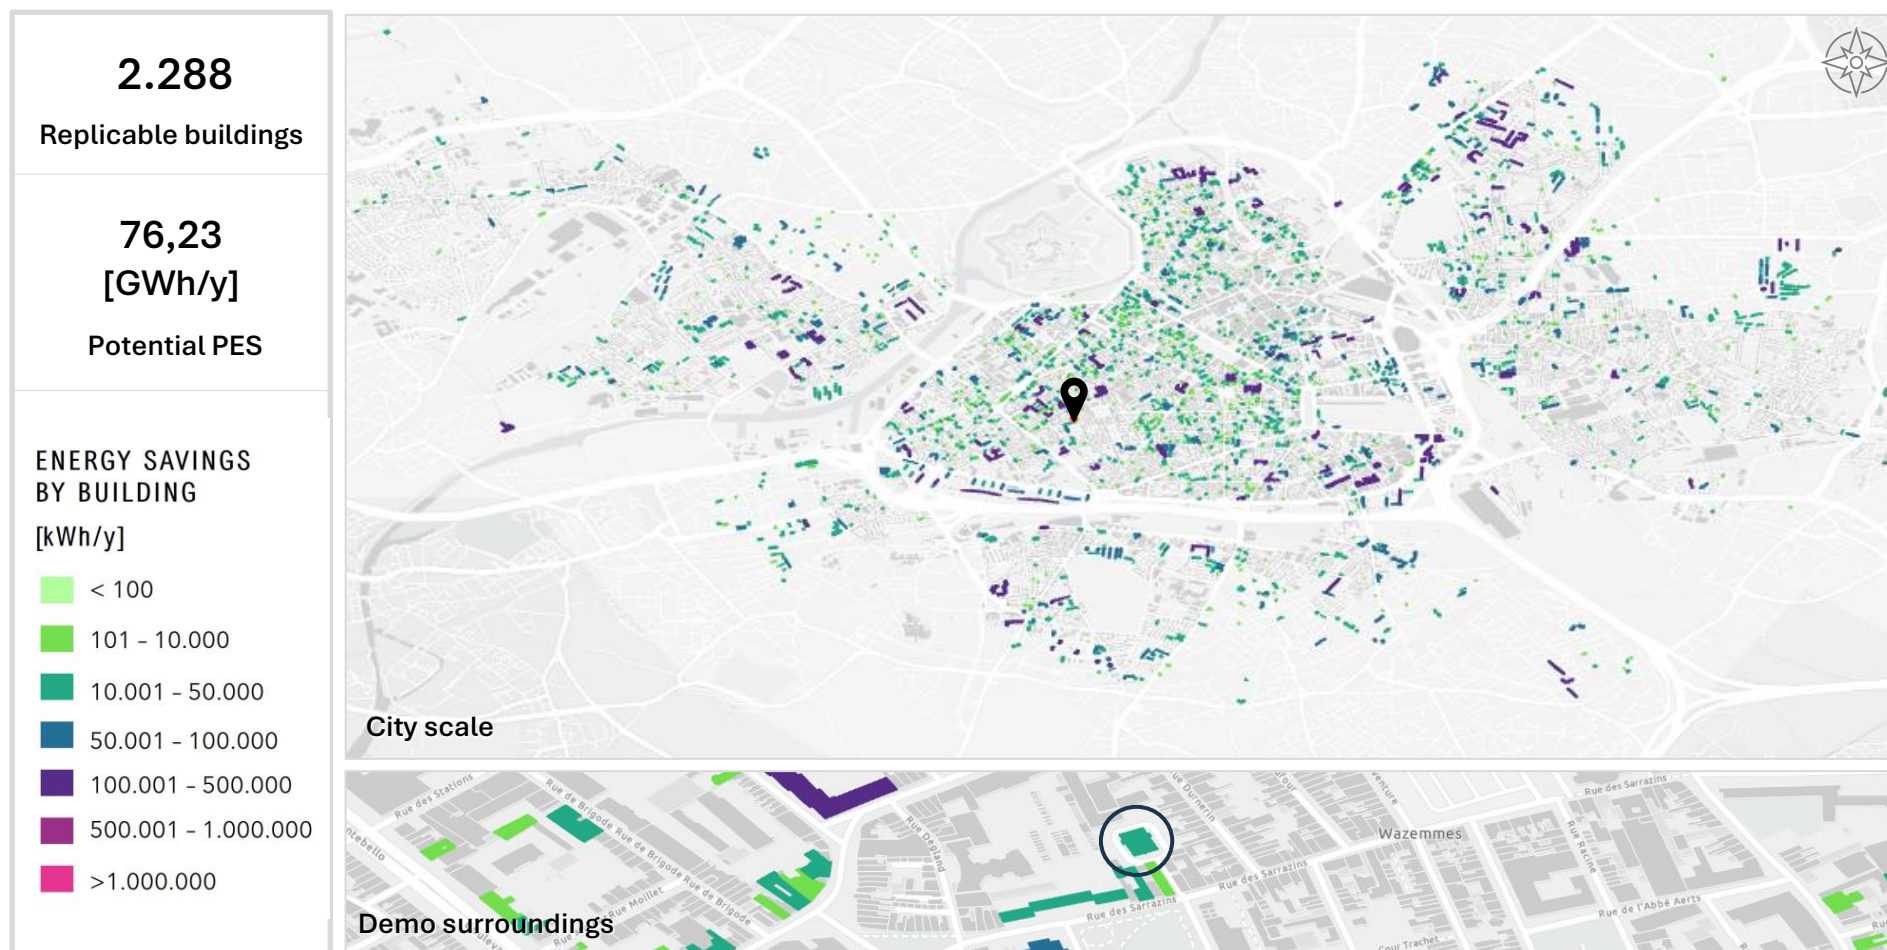 2.288
Replicable buildings
76,23
[GWh/y]
Potential PES
ENERGY SAVINGS
BY BUILDING
[kWh/y]
< 100
101 – 10.000
10.001 – 50.000
50.001 – 100.000
100.001 – 500.000
500.001 – 1.000.000
>1.000.000
City scale
Rue des Stations
Rue de Brigode Rue de Brigode Rue de Brigode
Rue Moillet
Rue Degland
Rue des Sarrazins
Rue des Sarrazins
Rue des Sarrazins
Wazemmes
Rue Racine
Rue de l'Abbé Aerts
Cour Trachet
Demo surroundings